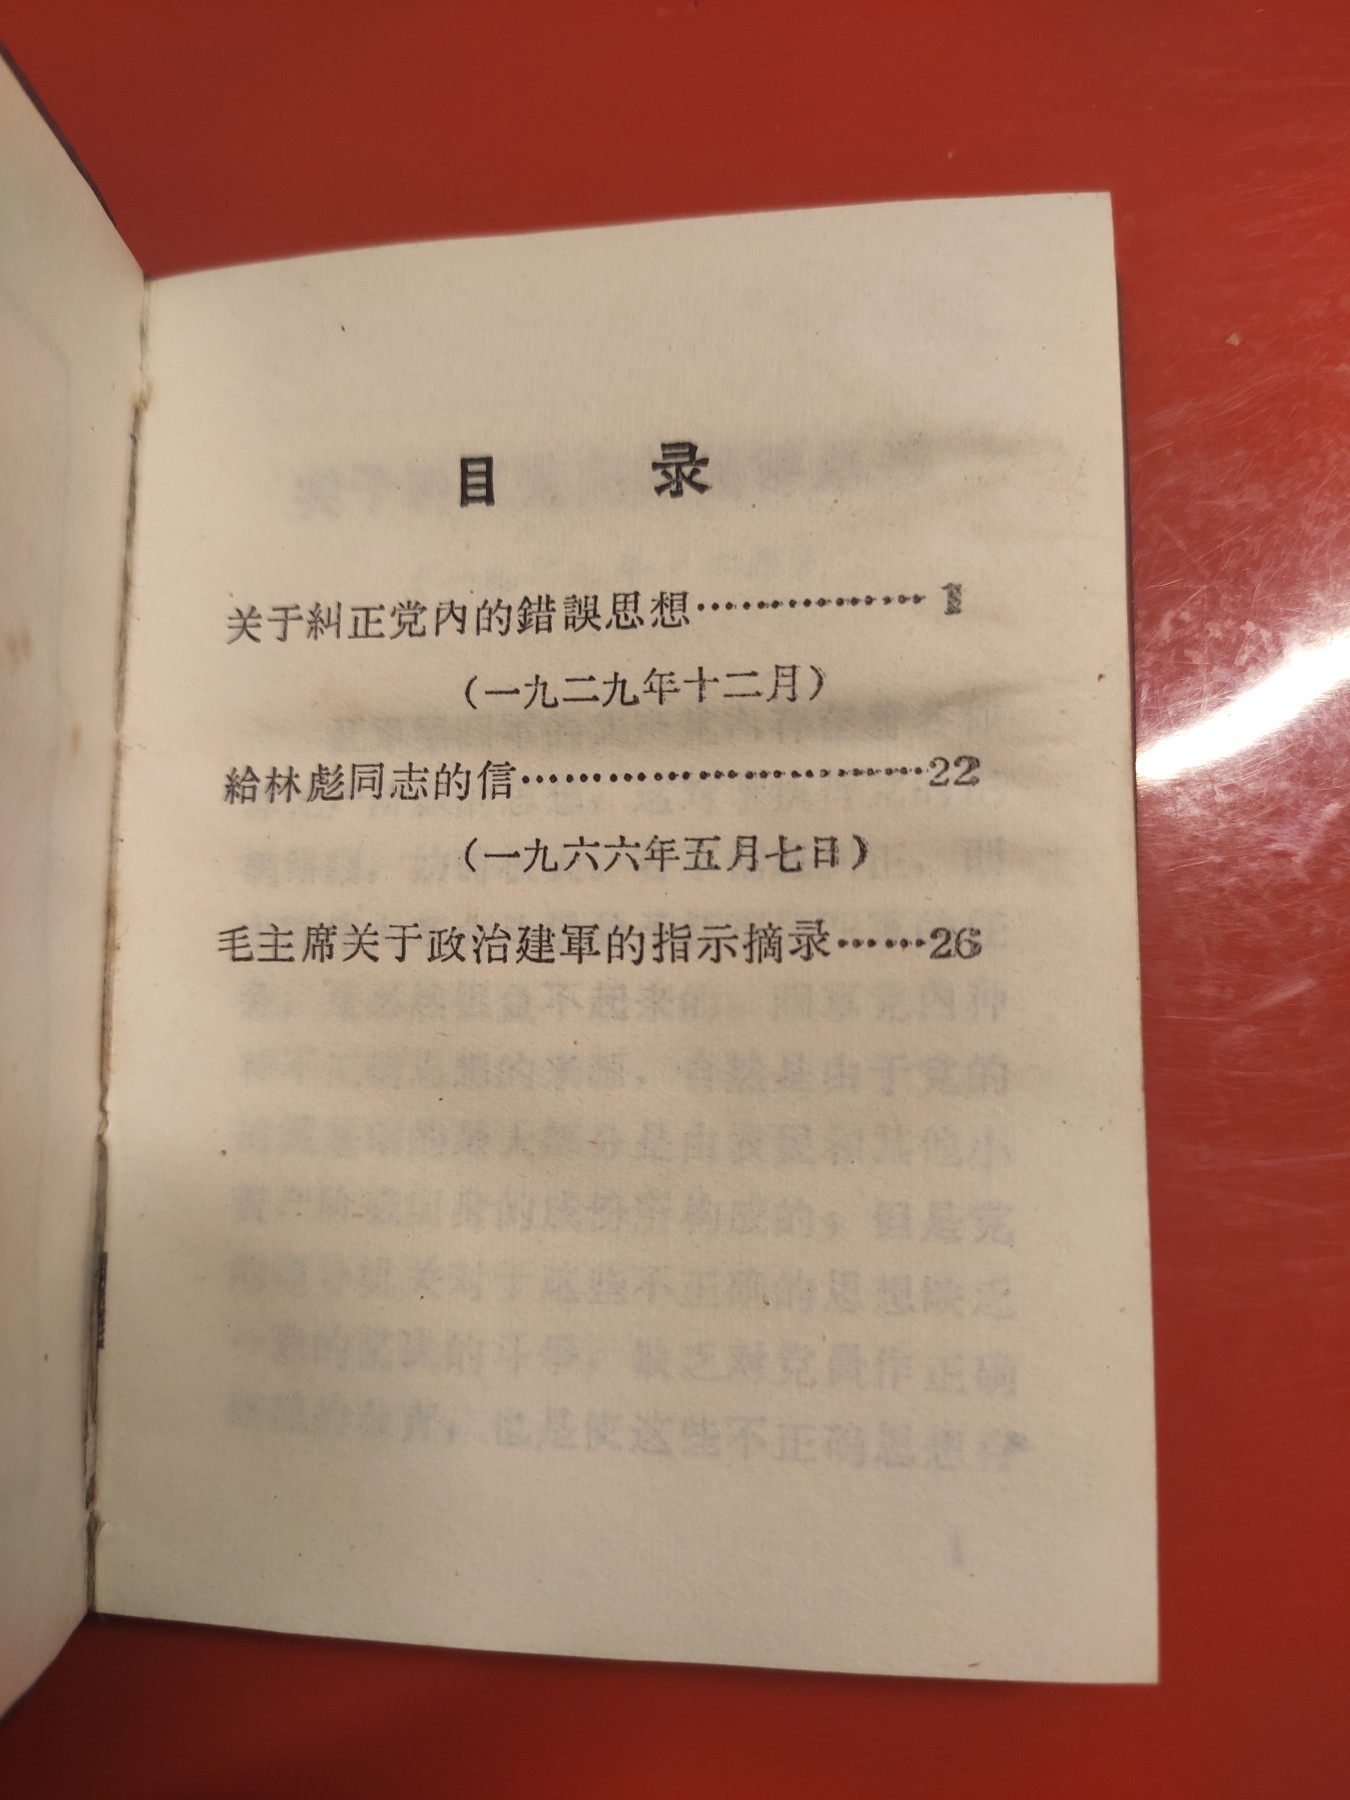 目 录
关于糾正党内的錯誤思想……………1
(一九二九年十二月)
給林彪同志的信……………………22
(一九六六年五月七日)
毛主席关于政治建軍的指示摘录……26